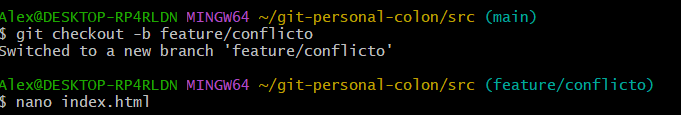 Alex@DESKTOP-RP4RLDN MINGW64 ~/git-personal-colon/src (main)
$ git checkout -b feature/conflicto
Switched to a new branch 'feature/conflicto'
Alex@DESKTOP-RP4RLDN MINGW64 ~/git-personal-colon/src (feature/conflicto)
$ nano index.html